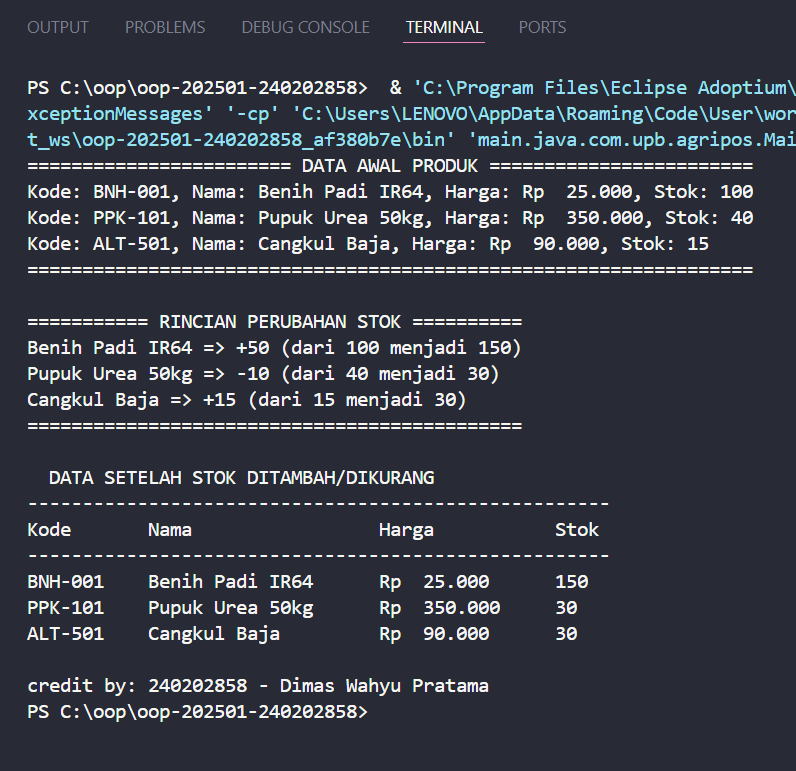 OUTPUT PROBLEMS DEBUG CONSOLE TERMINAL PORTS
PS C:\oop\oop-202501-240202858>  & 'C:\Program Files\Eclipse Adoptium\
xceptionMessages' '-cp' 'C:\Users\LENOVO\AppData\Roaming\Code\User\wor
t_ws\oop-202501-240202858_af380b7e\bin' 'main.java.com.upb.agripos.Mai
======================== DATA AWAL PRODUK ========================
Kode: BNH-001, Nama: Benih Padi IR64, Harga: Rp  25.000, Stok: 100
Kode: PPK-101, Nama: Pupuk Urea 50kg, Harga: Rp  350.000, Stok: 40
Kode: ALT-501, Nama: Cangkul Baja, Harga: Rp  90.000, Stok: 15
==================================================================
=========== RINCIAN PERUBAHAN STOK ==========
Benih Padi IR64 => +50 (dari 100 menjadi 150)
Pupuk Urea 50kg => -10 (dari 40 menjadi 30)
Cangkul Baja => +15 (dari 15 menjadi 30)
=============================================
  DATA SETELAH STOK DITAMBAH/DIKURANG
-----------------------------------------------------
Kode       Nama                 Harga           Stok
-----------------------------------------------------
BNH-001    Benih Padi IR64      Rp  25.000      150
PPK-101    Pupuk Urea 50kg      Rp  350.000     30
ALT-501    Cangkul Baja         Rp  90.000      30
credit by: 240202858 - Dimas Wahyu Pratama
PS C:\oop\oop-202501-240202858>